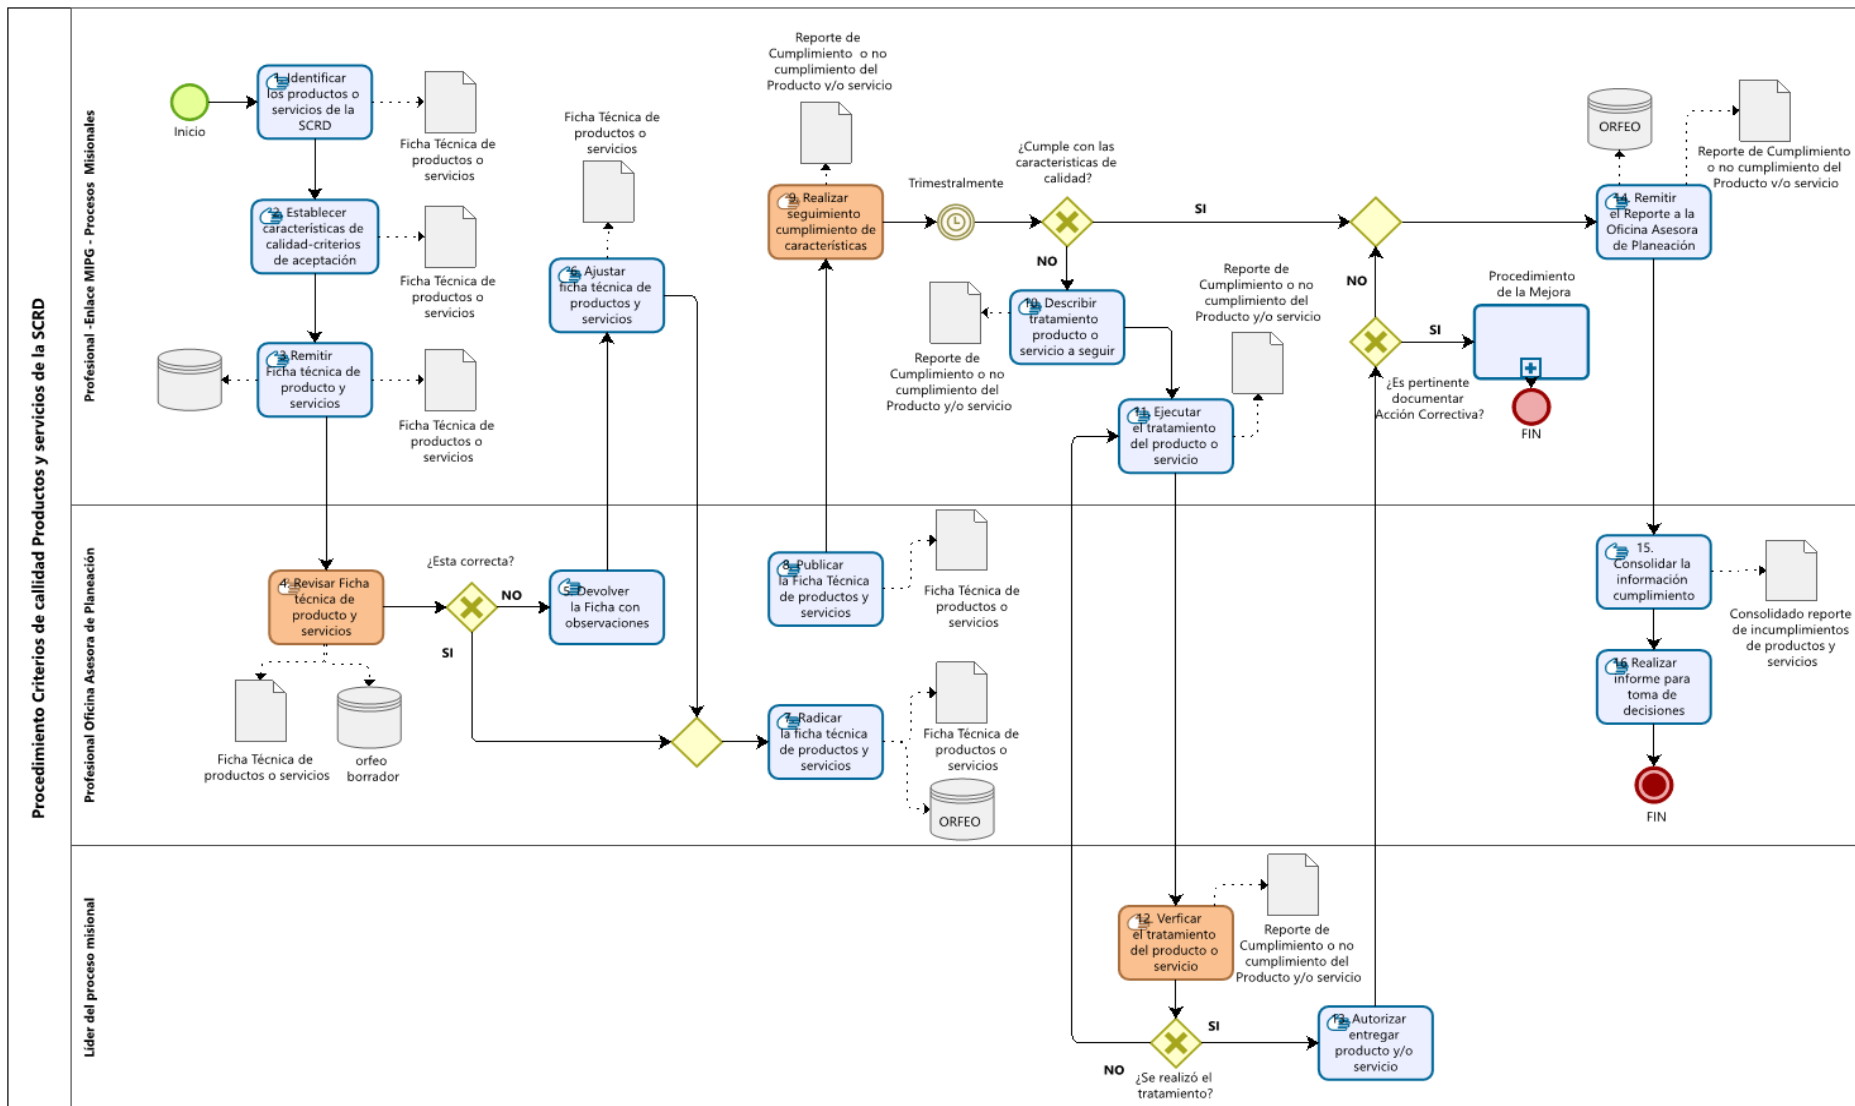 Procedimiento Criterios de calidad Productos y servicios de la SCRD
Profesional -Enlace MIPG - Procesos Misionales
Inicio
1. Identificar
los productos o
servicios de la
SCRD
Ficha Técnica de
productos o
servicios
2. Establecer
características de
calidad-criterios
de aceptación
Ficha Técnica de
productos o
servicios
3 Remitir
Ficha técnica de
producto y
servicios
Ficha Técnica de
productos o
servicios
Ficha Técnica de
productos o
servicios
6. Ajustar
ficha técnica de
productos y
servicios
Reporte de
Cumplimiento o no
cumplimiento del
Producto y/o servicio
9. Realizar
seguimiento
cumplimiento de
características
Trimestralmente
¿Cumple con las
caracteristicas de
calidad?
SI
NO
10. Describir
tratamiento
producto o
servicio a seguir
Reporte de
Cumplimiento o no
cumplimiento del
Producto y/o servicio
Reporte de
Cumplimiento o no
cumplimiento del
Producto y/o servicio
11. Ejecutar
el tratamiento
del producto o
servicio
NO
SI
¿Es pertinente
documentar
Acción Correctiva?
Procedimiento
de la Mejora
FIN
ORFEO
Reporte de Cumplimiento
o no cumplimiento del
Producto y/o servicio
14. Remitir
el Reporte a la
Oficina Asesora
de Planeación
Profesional Oficina Asesora de Planeación
4. Revisar Ficha
técnica de
producto y
servicios
Ficha Técnica de
productos o servicios
orfeo
borrador
¿Esta correcta?
NO
SI
5. Devolver
la Ficha con
observaciones
8. Publicar
la Ficha Técnica
de productos y
servicios
Ficha Técnica de
productos o
servicios
7. Radicar
la ficha técnica
de productos y
servicios
Ficha Técnica de
productos o
servicios
ORFEO
15.
Consolidar la
información
cumplimiento
Consolidado reporte
de incumplimientos
de productos y
servicios
16 Realizar
informe para
toma de
decisiones
FIN
Líder del proceso misional
12. Verficar
el tratamiento
del producto o
servicio
Reporte de
Cumplimiento o no
cumplimiento del
Producto y/o servicio
SI
NO
¿Se realizó el
tratamiento?
13. Autorizar
entregar
producto y/o
servicio